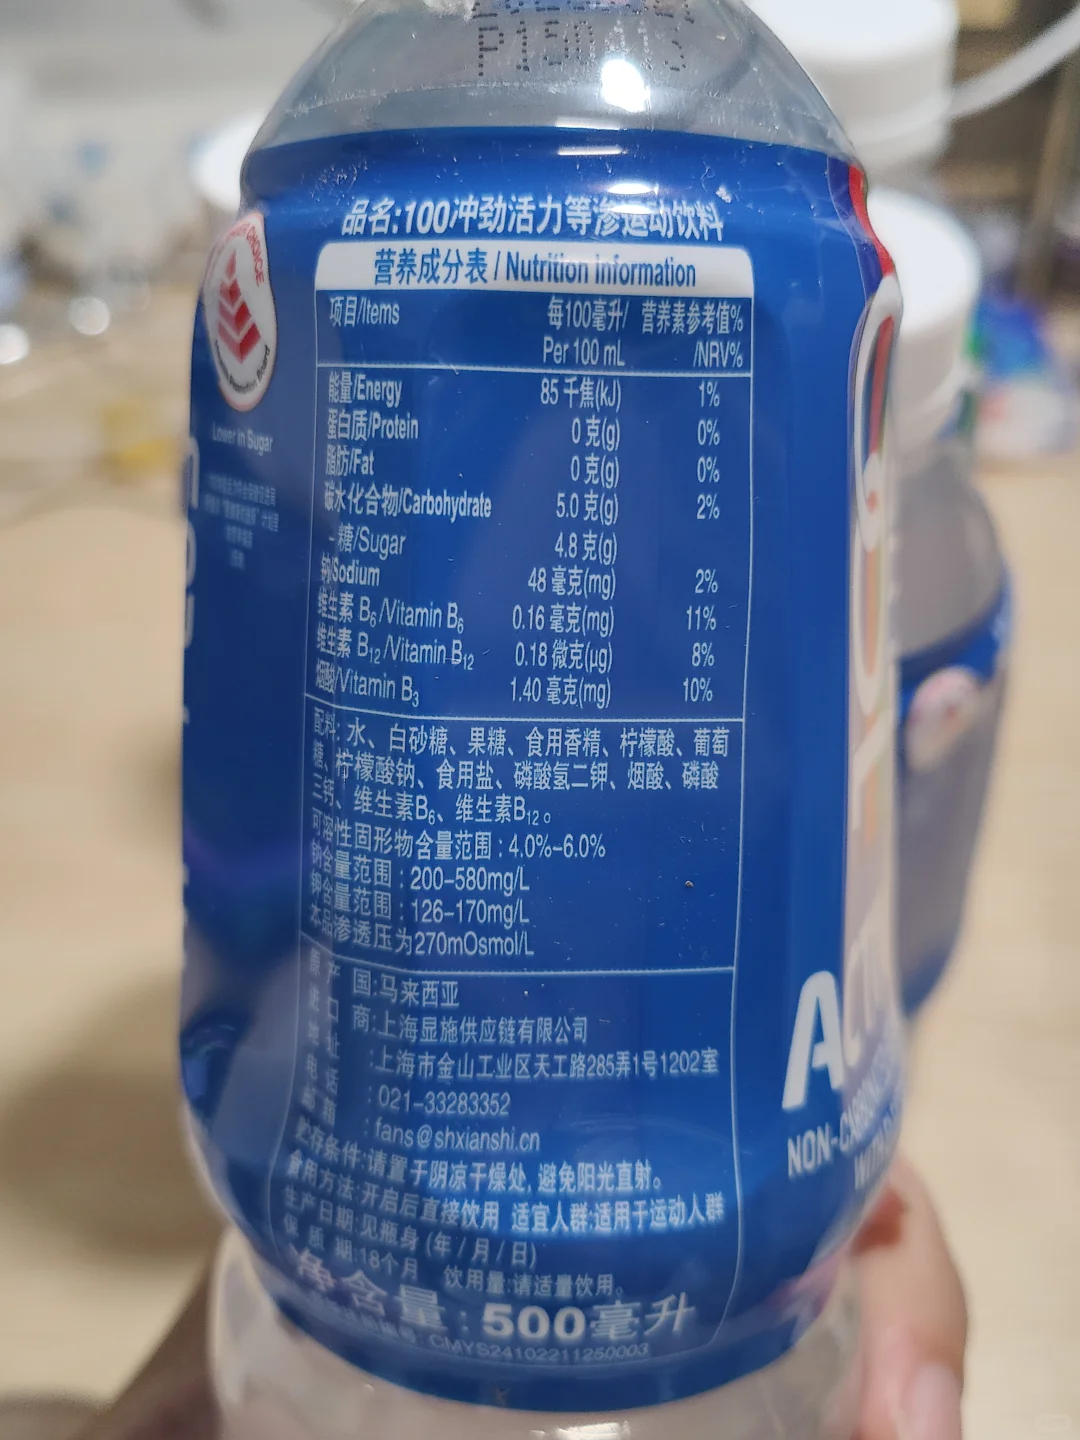 P130
品名:100冲劲活力等渗运动饮料
营养成分表 / Nutrition information
项目/Items 每100毫升/ Per 100 mL 营养素参考值% /NRV%
能量/Energy 85 千焦(kJ) 1%
蛋白质/Protein 0 克(g) 0%
脂肪/Fat 0 克(g) 0%
碳水化合物/Carbohydrate 5.0 克(g) 2%
-糖/Sugar 4.8 克(g)
钠/Sodium 48 毫克(mg) 2%
维生素 B6/Vitamin B6 0.16 毫克(mg) 11%
维生素 B12/Vitamin B12 0.18 微克(μg) 8%
烟酸/Vitamin B3 1.40 毫克(mg) 10%
配料: 水、白砂糖、果糖、食用香精、柠檬酸、葡萄
糖、柠檬酸钠、食用盐、磷酸氢二钾、烟酸、磷酸
三钙、维生素B6、维生素B12。
可溶性固形物含量范围:4.0%-6.0%
钠含量范围:200-580mg/L
钾含量范围:126-170mg/L
本品渗透压为270mOsmol/L
原产国:马来西亚
进口商:上海显施供应链有限公司
地址:上海市金山工业区天工路285弄1号1202室
电话:021-33283352
邮箱:fans@shxianshi.cn
贮存条件:请置于阴凉干燥处, 避免阳光直射。
食用方法:开启后直接饮用 适宜人群:适用于运动人群
生产日期:见瓶身 (年/月/日)
保质期:18个月 饮用量:请适量饮用。
净含量:500毫升
CMYS24102211250003
CHOICE
Lower in Sugar
ACTIV
NON-CARBON
WITH